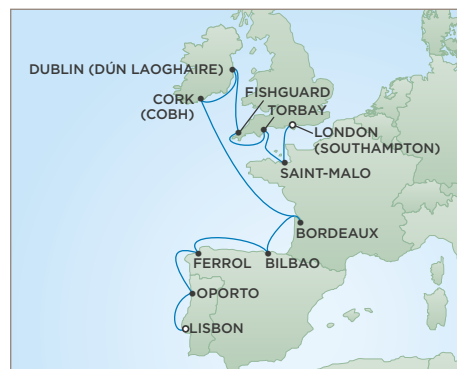 DUBLIN (DÚN LAOGHAIRE)
FISHGUARD
CORK
(COBH)
TORBAY
LONDON
(SOUTHAMPTON)
SAINT-MALO
BORDEAUX
FERROL
BILBAO
OPORTO
LISBON